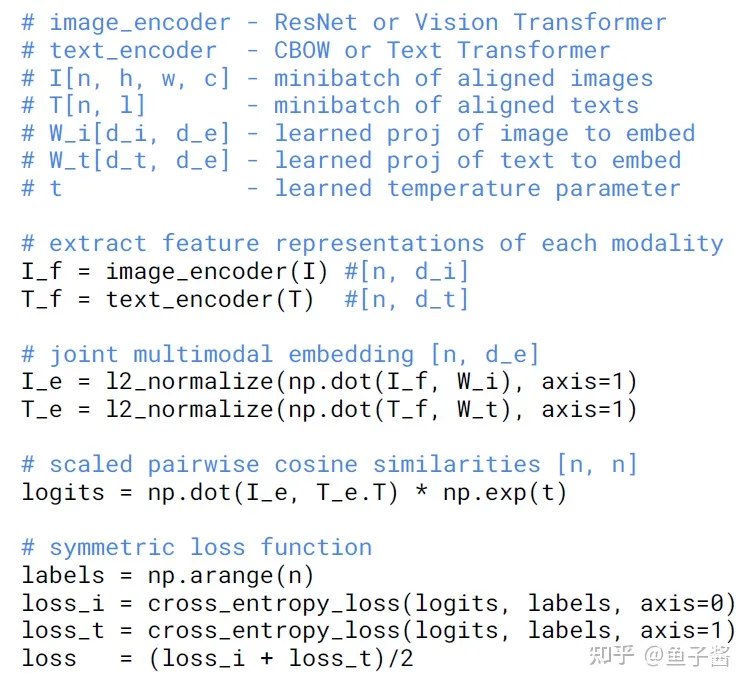 # image_encoder - ResNet or Vision Transformer
# text_encoder  - CBOW or Text Transformer
# I[n, h, w, c] - minibatch of aligned images
# T[n, l]       - minibatch of aligned texts
# W_i[d_i, d_e] - learned proj of image to embed
# W_t[d_t, d_e] - learned proj of text to embed
# t             - learned temperature parameter
# extract feature representations of each modality
I_f = image_encoder(I) #[n, d_i]
T_f = text_encoder(T)  #[n, d_t]
# joint multimodal embedding [n, d_e]
I_e = l2_normalize(np.dot(I_f, W_i), axis=1)
T_e = l2_normalize(np.dot(T_f, W_t), axis=1)
# scaled pairwise cosine similarities [n, n]
logits = np.dot(I_e, T_e.T) * np.exp(t)
# symmetric loss function
labels = np.arange(n)
loss_i = cross_entropy_loss(logits, labels, axis=0)
loss_t = cross_entropy_loss(logits, labels, axis=1)
loss   = (loss_i + loss_t)/2
知乎 @鱼子酱